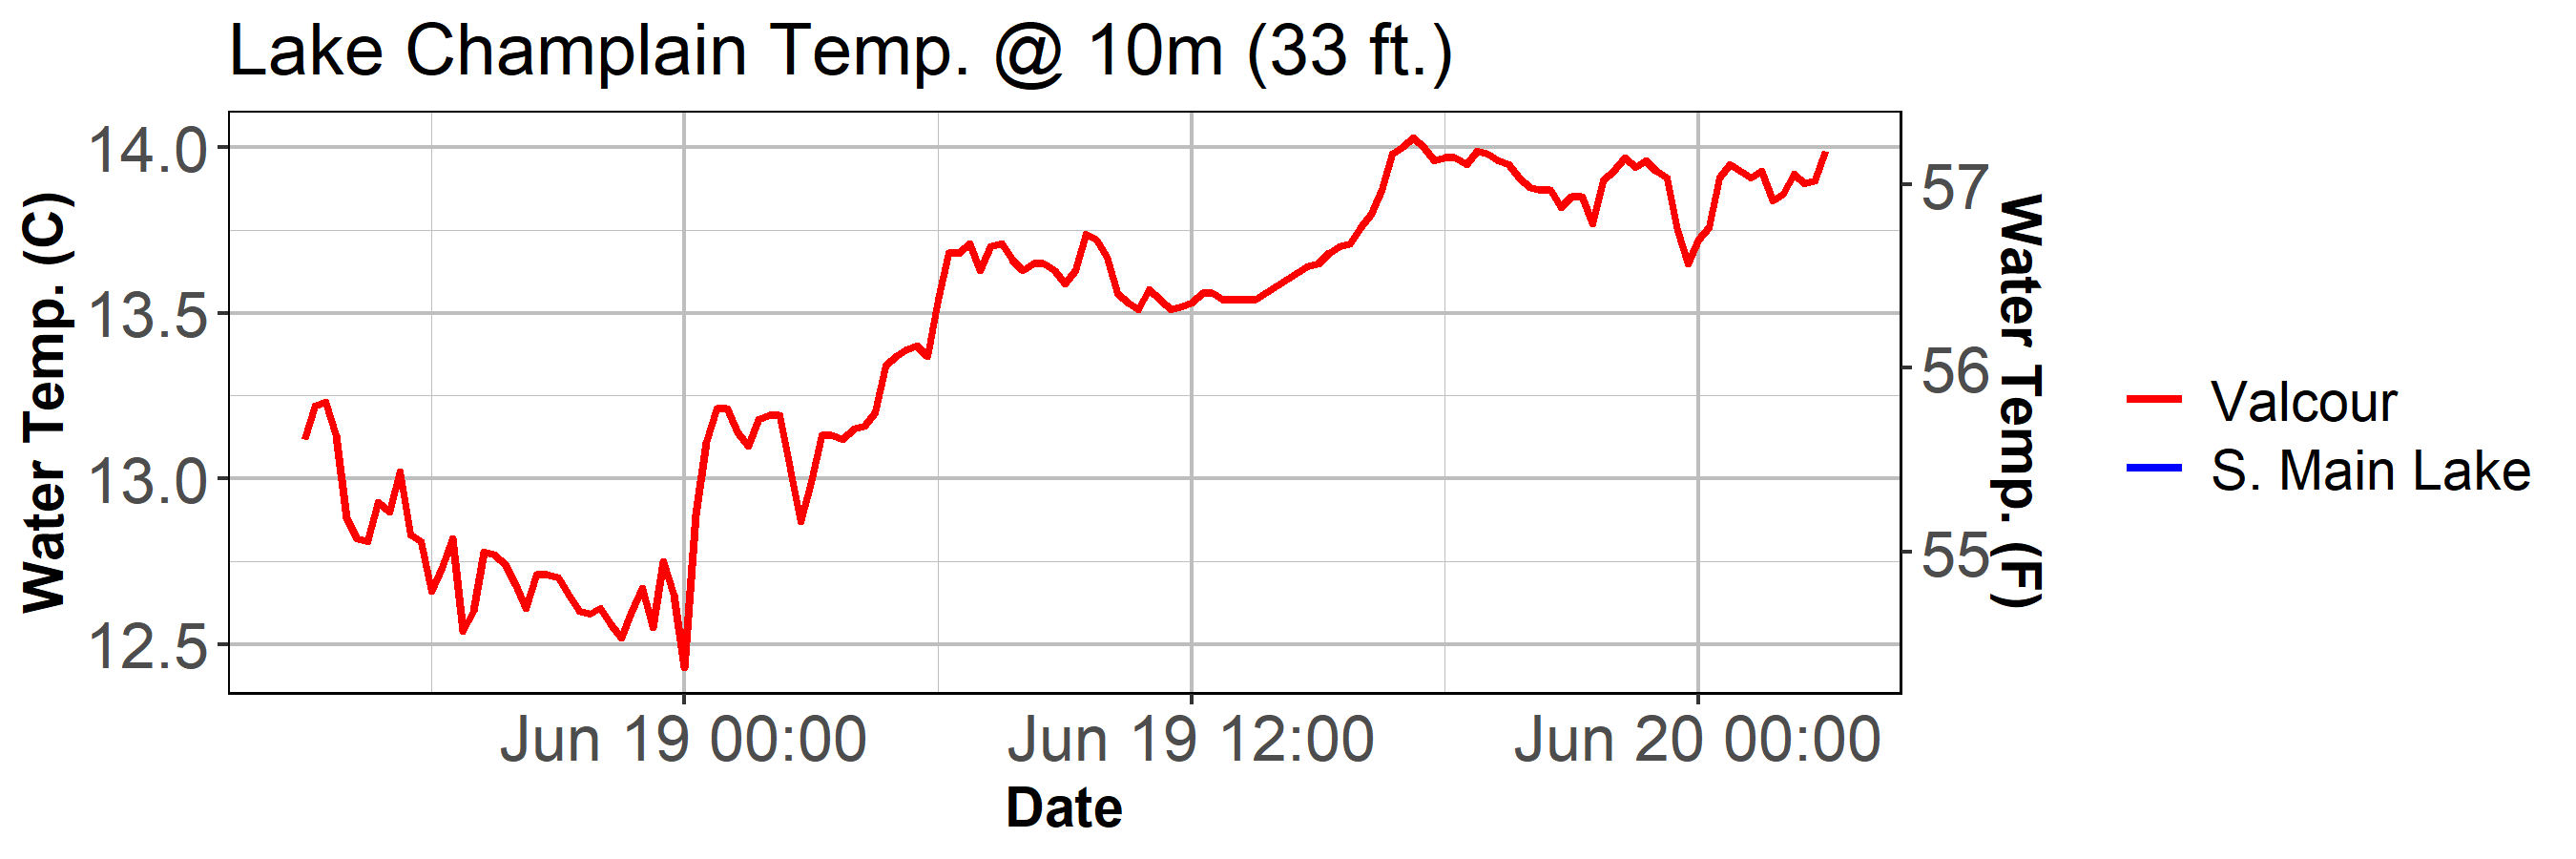 Lake Champlain Temp. @ 10m (33 ft.)
Water Temp. (C)
14.0
13.5
13.0
12.5
57
56
55
Water Temp. (F)
Jun 19 00:00
Jun 19 12:00
Jun 20 00:00
Date
Valcour
S. Main Lake